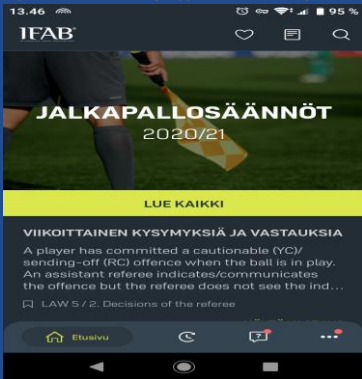 13.46
95 %
IFAB
JALKAPALLOSÄÄNNÖT
2020/21
LUE KAIKKI
VIIKOITTAINEN KYSYMYKSIÄ JA VASTAUKSIA
A player has committed a cautionable (YC)/
sending-off (RC) offence when the ball is in play.
An assistant referee indicates/communicates
the offence but the referee does not see the ind...
LAW 5 / 2. Decisions of the referee
Etusivu